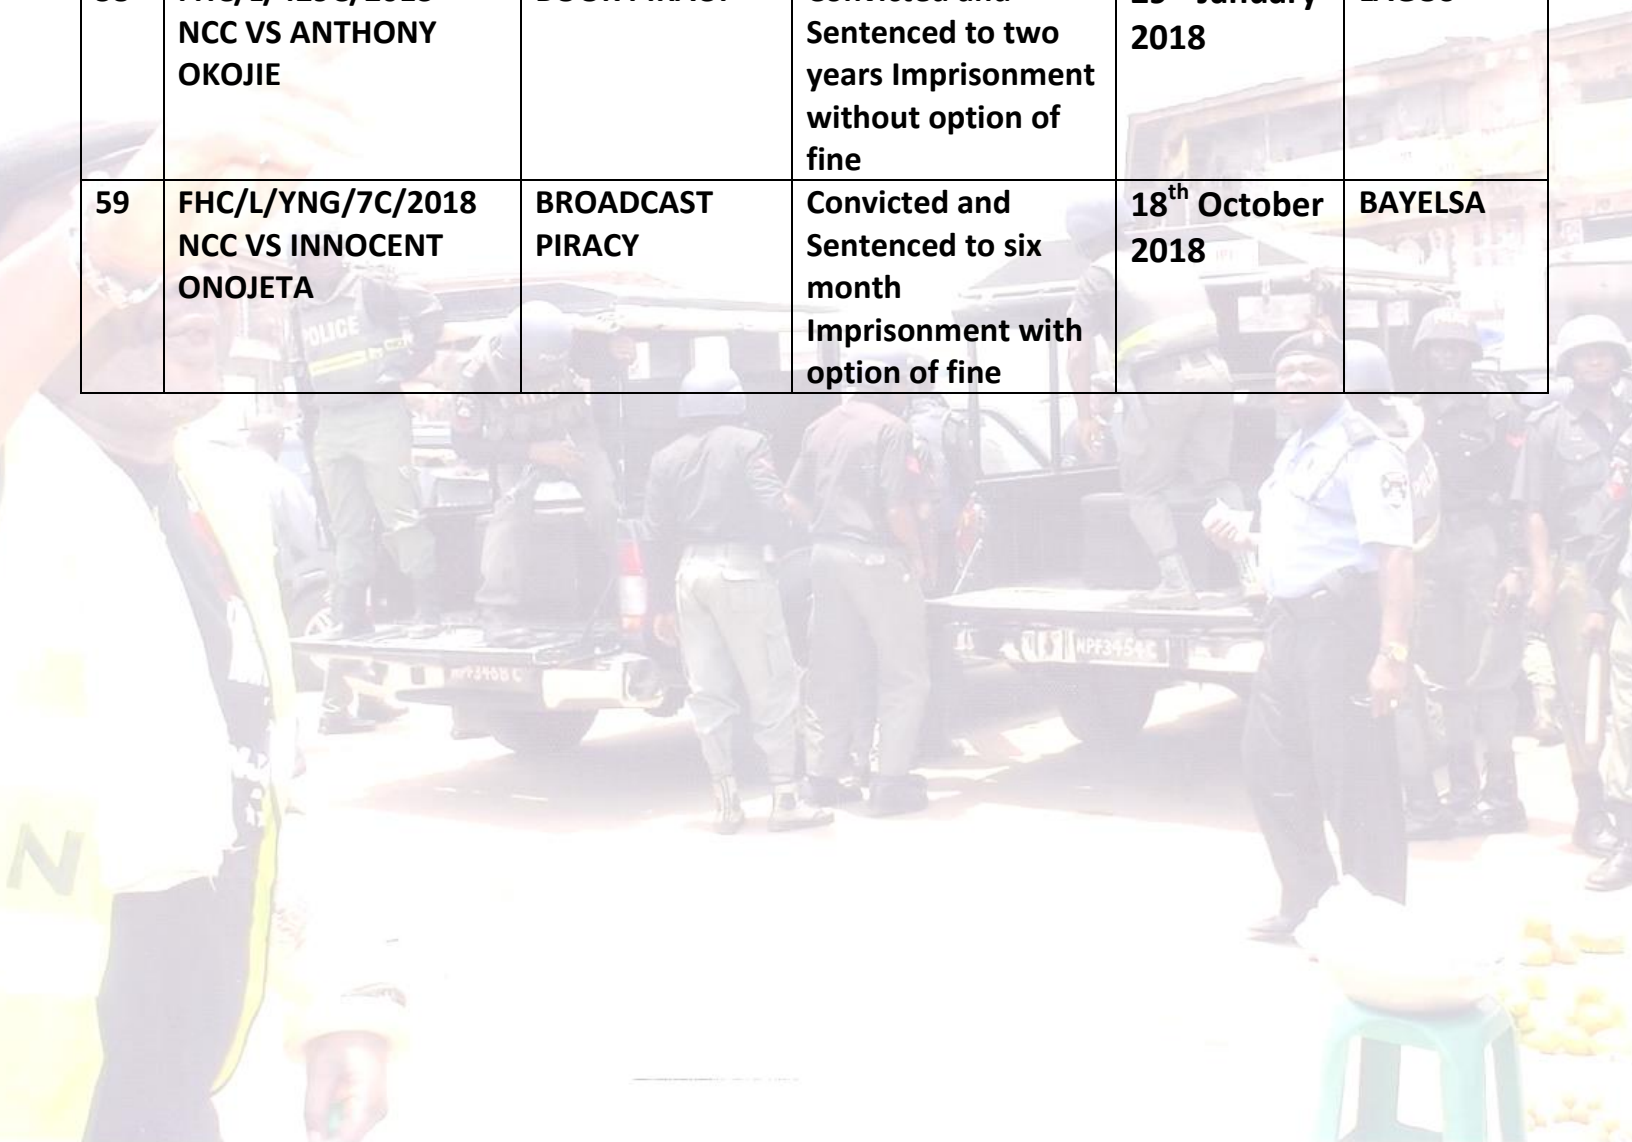 NCC VS ANTHONY
OKOJIE
Sentenced to two
years Imprisonment
without option of
fine
January
2018
59
FHC/L/YNG/7C/2018
NCC VS INNOCENT
ONOJETA
BROADCAST
PIRACY
Convicted and
Sentenced to six
month
Imprisonment with
option of fine
18th October
2018
BAYELSA
POLICE
NPF3454C
N